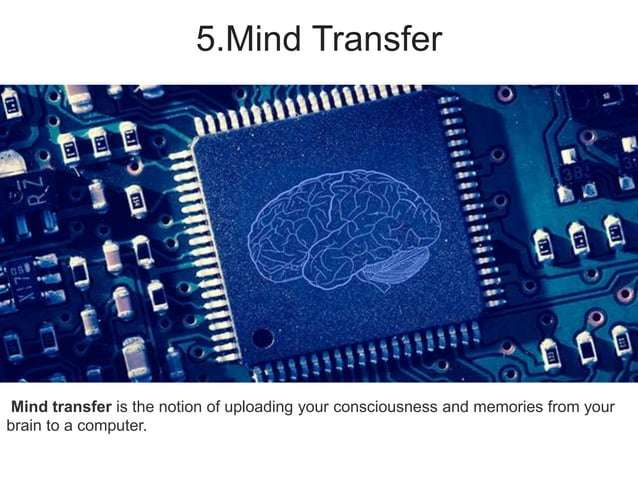 5.Mind Transfer
RZ
Mind transfer is the notion of uploading your consciousness and memories from your
brain to a computer.